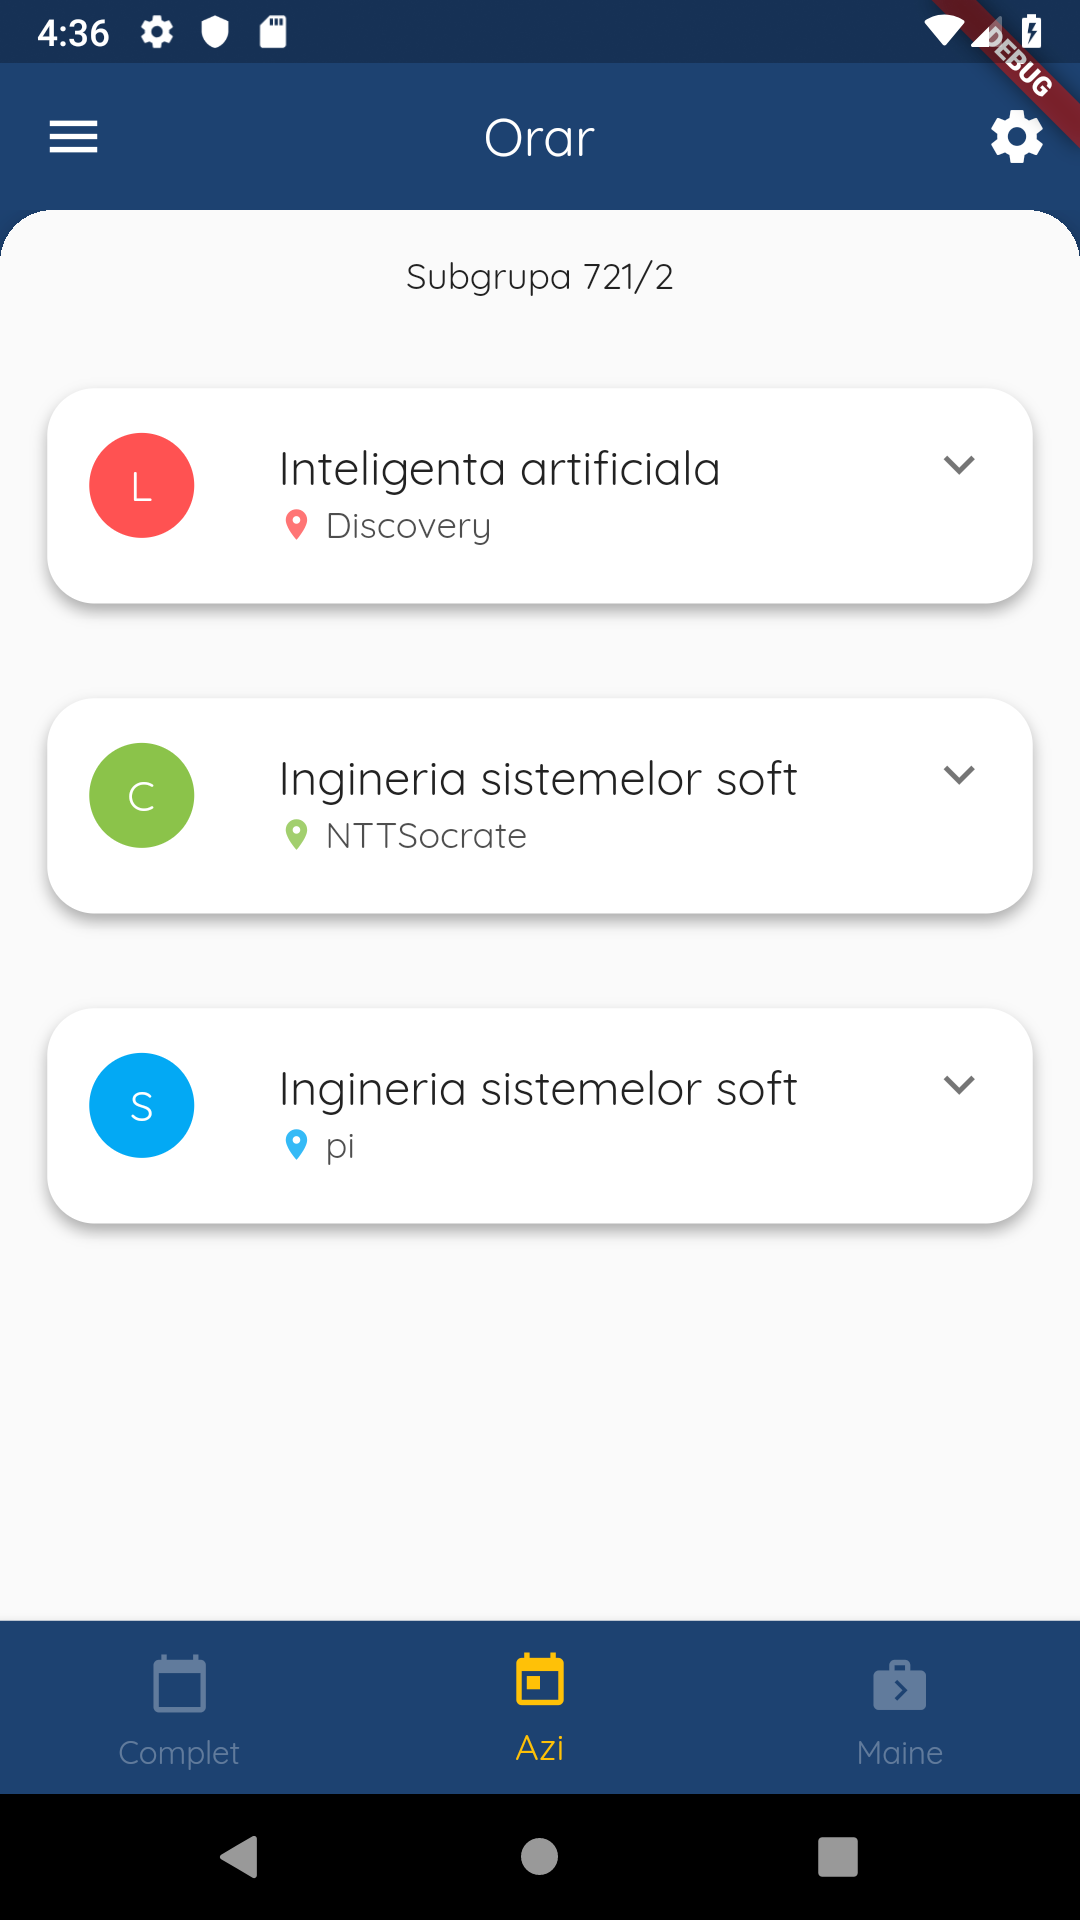 4:36
DEBUG
Orar
Subgrupa 721/2
L
Inteligenta artificiala
Discovery
C
Ingineria sistemelor soft
NTTSocrate
S
Ingineria sistemelor soft
pi
Complet
Azi
Maine